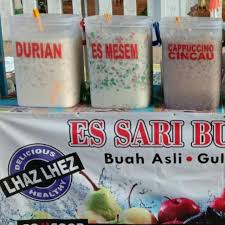 DURIAN
ES MESEM
CAPPUCCINO
CINCAU
ES SARI BU
Buah Asli • Gul
DELICIOUS
LHAZ LHEZ
HEALTHY